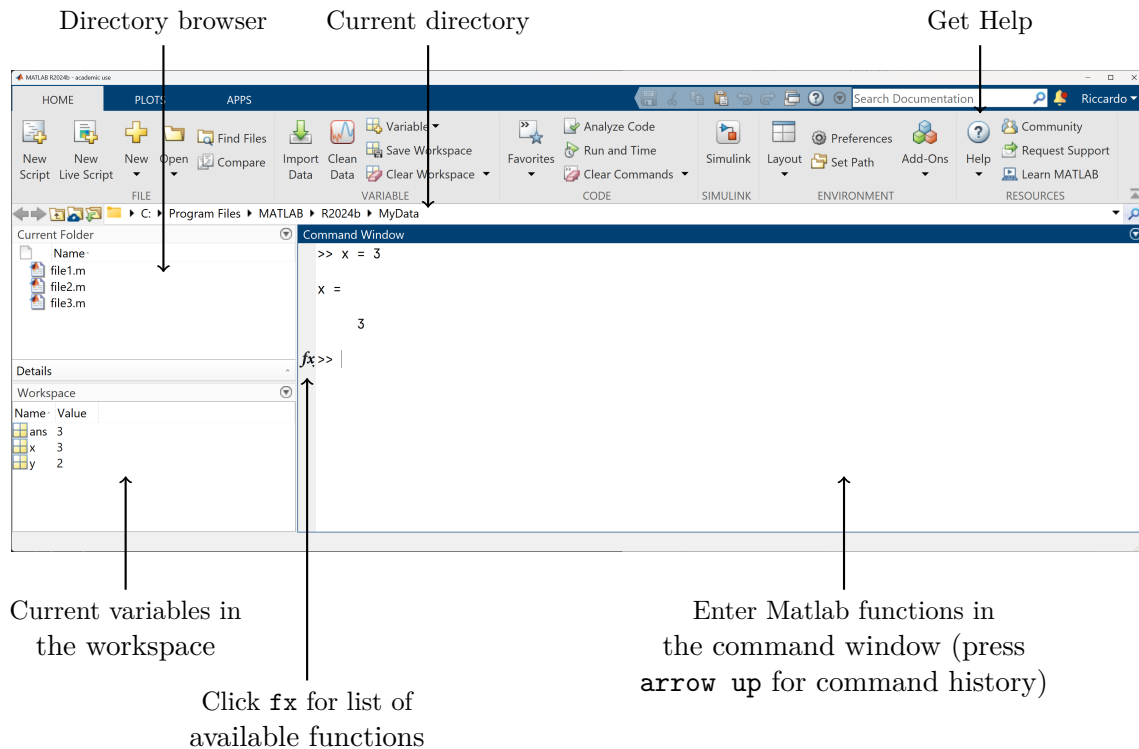 Directory browser
Current directory
Get Help
MATLAB R2024b - academic use
HOME PLOTS APPS
Search Documentation
Riccardo
New Script
New Live Script
New
Open
Find Files
Compare
FILE
Import Data
Clean Data
Variable
Save Workspace
Clear Workspace
VARIABLE
Favorites
Analyze Code
Run and Time
Clear Commands
CODE
Simulink
SIMULINK
Layout
Preferences
Set Path
Add-Ons
ENVIRONMENT
Help
Community
Request Support
Learn MATLAB
RESOURCES
C: Program Files MATLAB R2024b MyData
Current Folder
Name
file1.m
file2.m
file3.m
Details
Workspace
Name Value
ans 3
x 3
y 2
Command Window
>> x = 3
x =
3
fx >>
Current variables in
the workspace
Click fx for list of
available functions
Enter Matlab functions in
the command window (press
arrow up for command history)